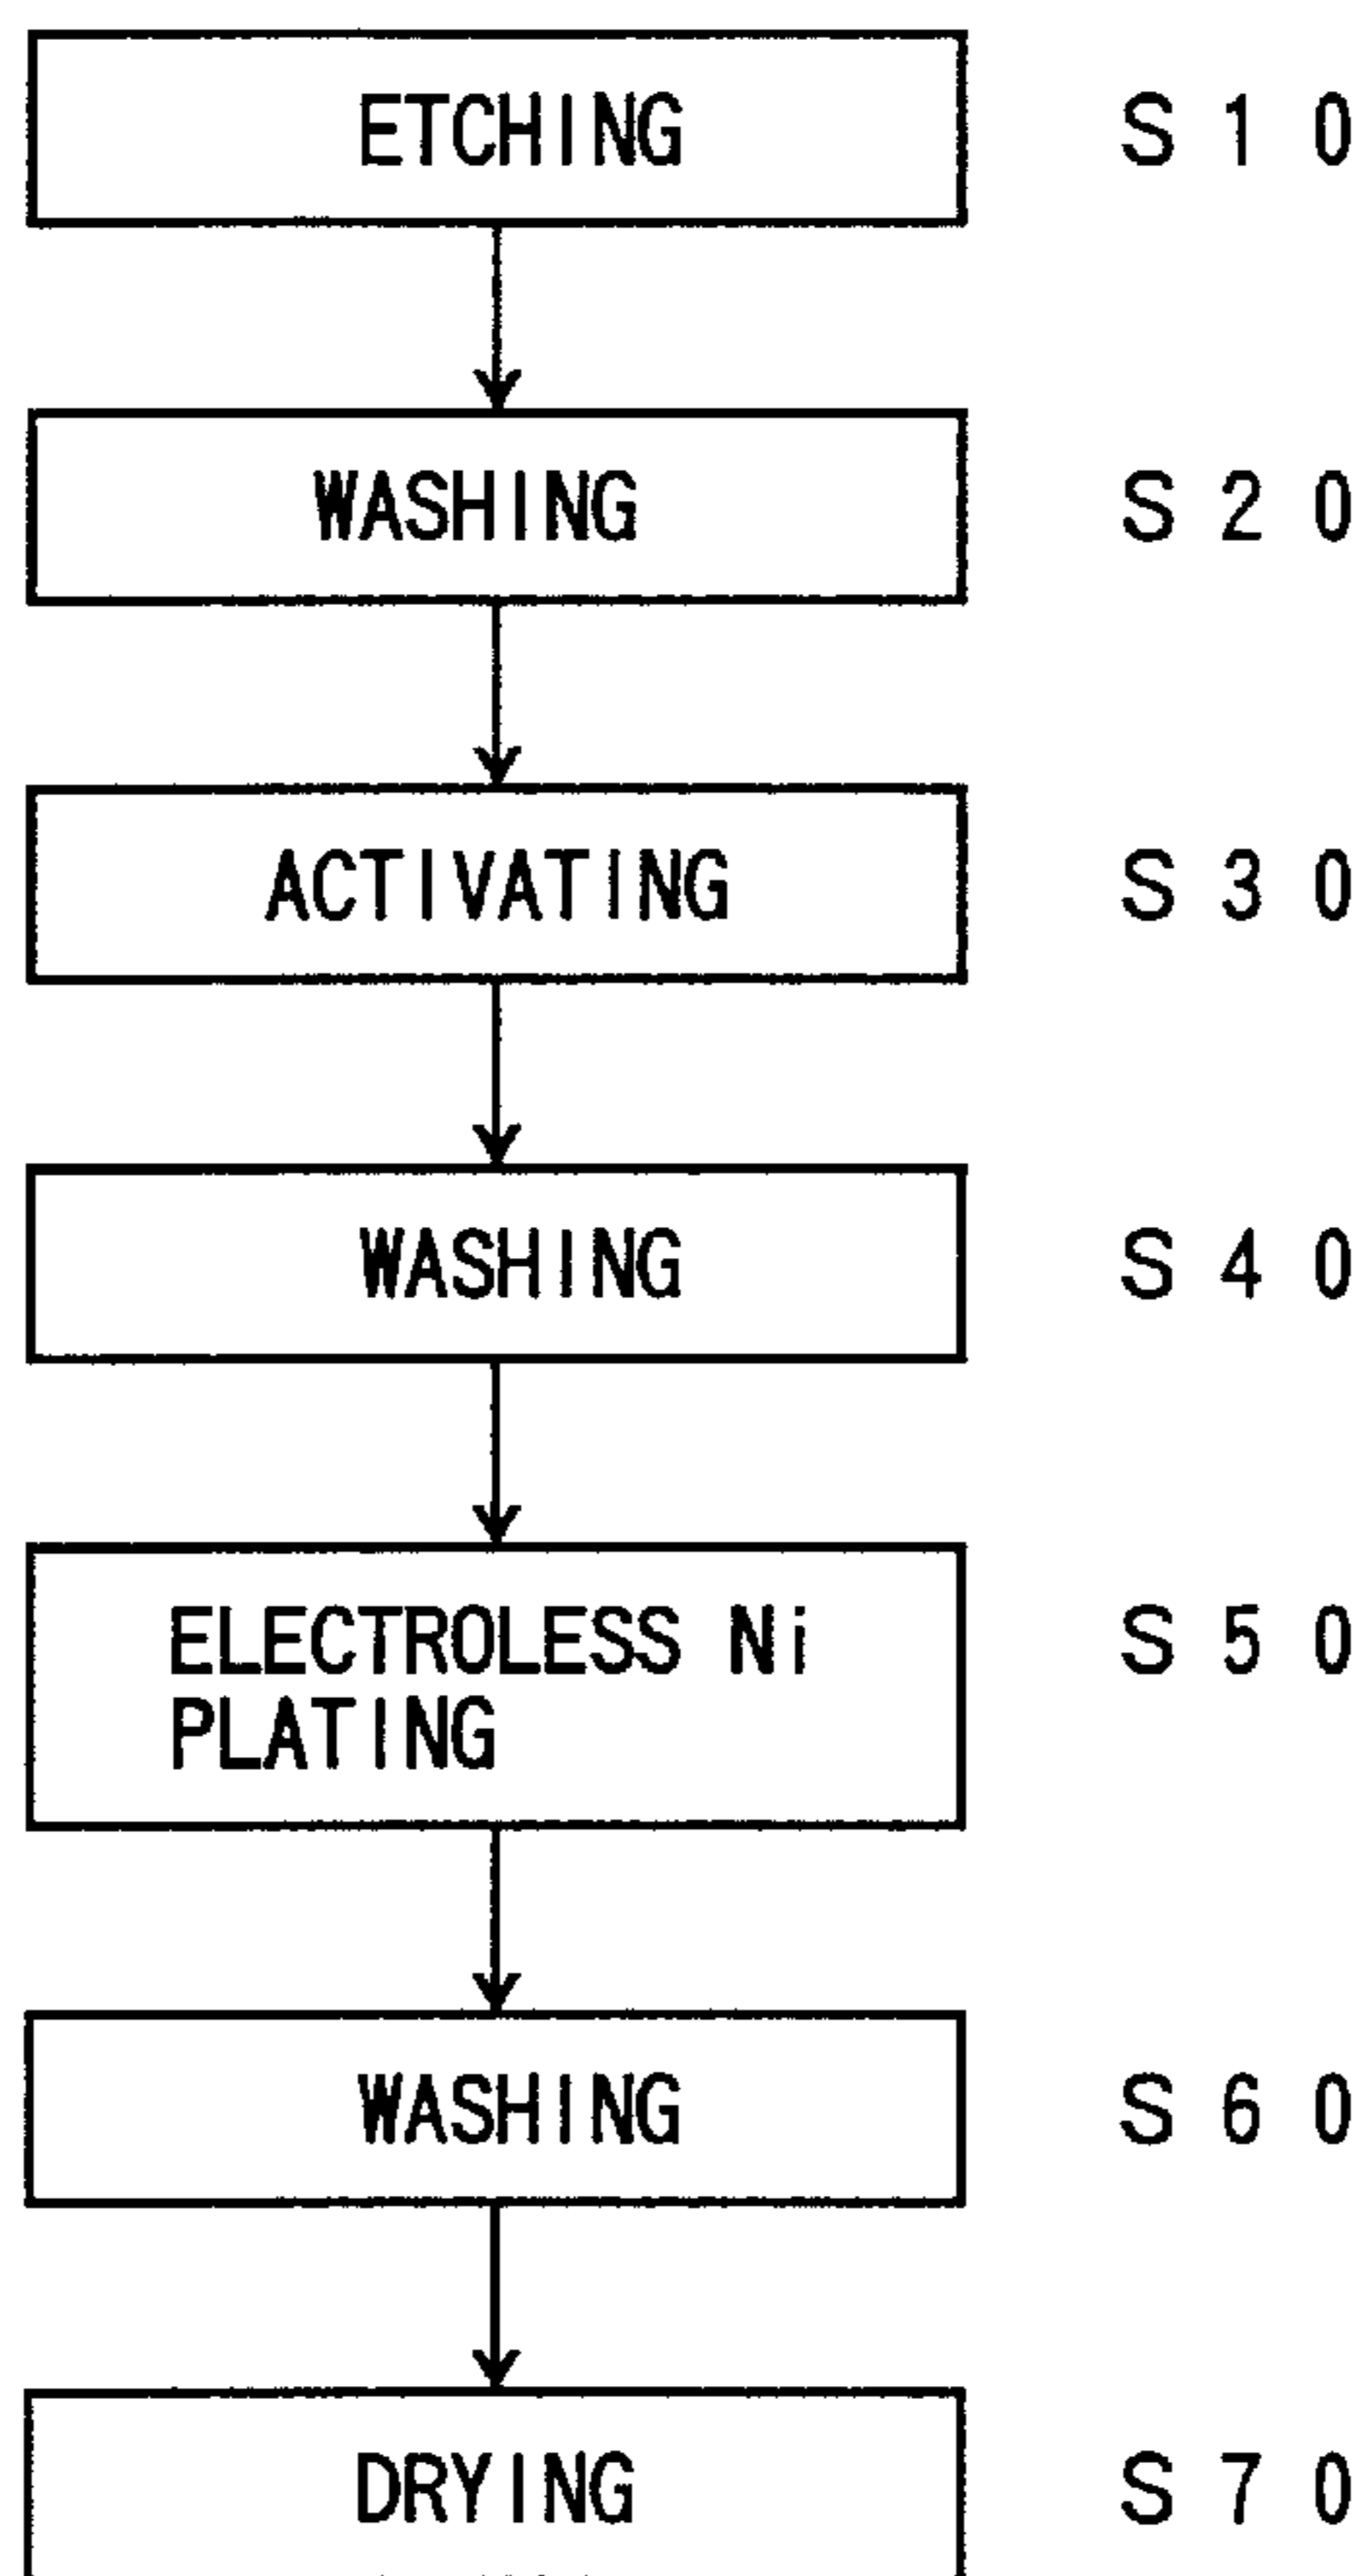 ETCHING S10
WASHING S20
ACTIVATING S30
WASHING S40
ELECTROLESS Ni S50
PLATING
WASHING S60
DRYING S70